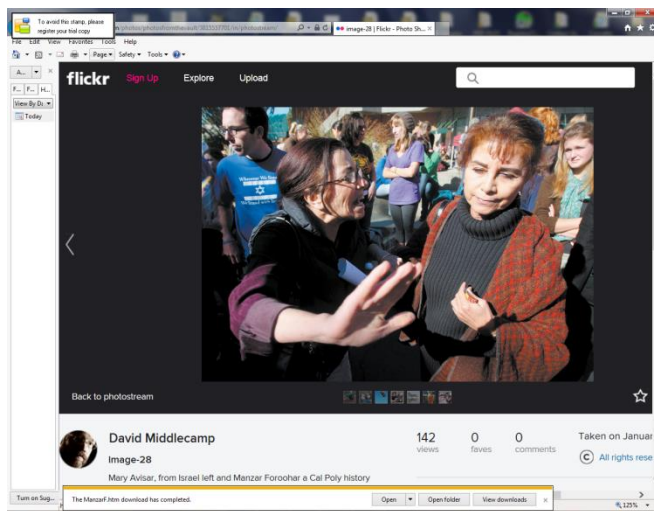 To avoid this stamp, please
register your trial copy
image-28 | Flickr - Photo Sh...
File Edit View Favorites Tools Help
Page Safety Tools
A...
F... F... H...
Today
flickr Sign Up Explore Upload
Back to photostream
David Middlecamp
Image-28
142 views
0 faves
0 comments
Taken on Januar
All rights rese
Mary Avisar, from Israel left and Manzar Foroohar a Cal Poly history
Turn on Sug...
The ManzarF.htm download has completed.
Open Open folder View downloads
125%